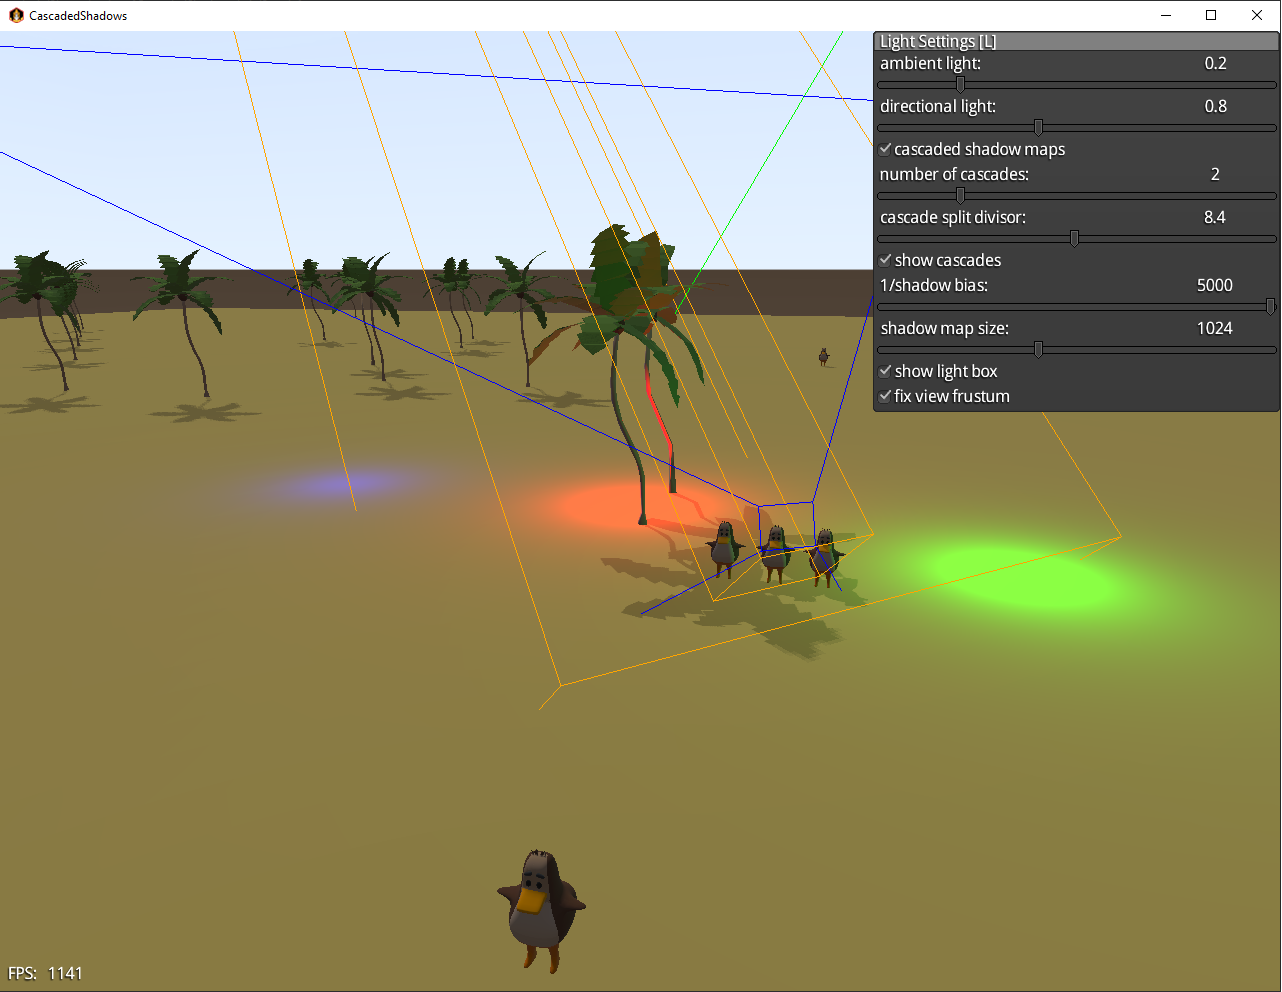 CascadedShadows
Light Settings [L]
ambient light: 0.2
directional light: 0.8
cascaded shadow maps
number of cascades: 2
cascade split divisor: 8.4
show cascades
1/shadow bias: 5000
shadow map size: 1024
show light box
fix view frustum
FPS: 1141